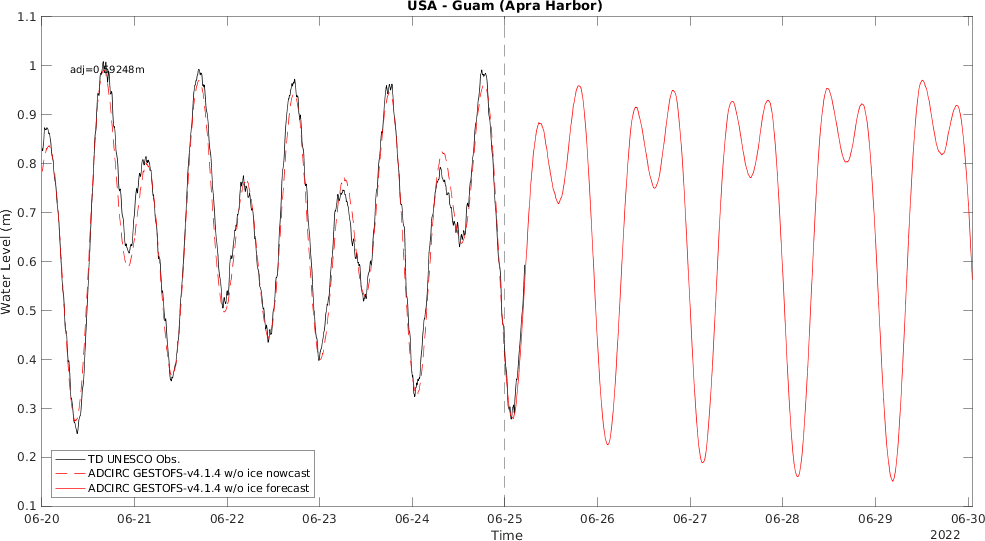 USA - Guam (Apra Harbor)
1.1
1
0.9
0.8
0.7
0.6
0.5
0.4
0.3
0.2
0.1
Water Level (m)
TD UNESCO Obs.
ADCIRC GESTOFS-v4.1.4 w/o ice nowcast
ADCIRC GESTOFS-v4.1.4 w/o ice forecast
06-20 06-21 06-22 06-23 06-24 06-25 06-26 06-27 06-28 06-29 06-30
Time
2022